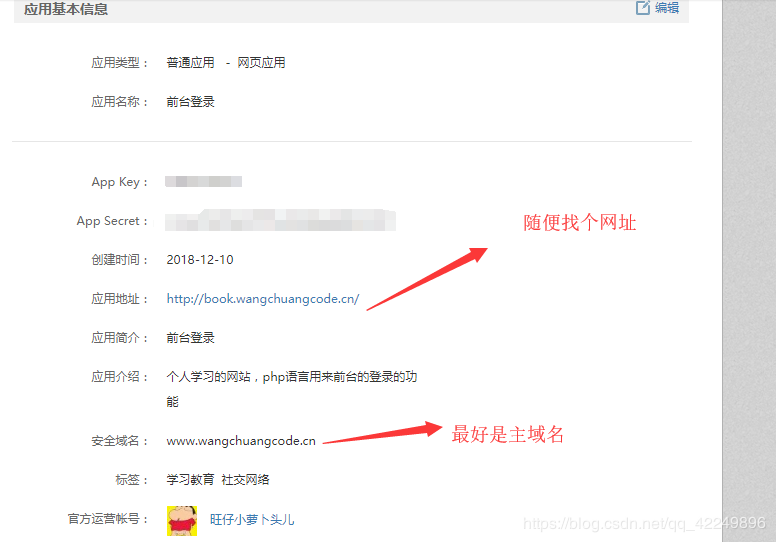 应用基本信息
编辑
应用类型： 普通应用 - 网页应用
应用名称： 前台登录
App Key：
App Secret：
随便找个网址
创建时间： 2018-12-10
应用地址： http://book.wangchuangcode.cn/
应用简介： 前台登录
应用介绍： 个人学习的网站，php语言用来前台的登录的功
能
安全域名： www.wangchuangcode.cn
最好是主域名
标签： 学习教育 社交网络
官方运营帐号： 旺仔小萝卜头儿
https://blog.csdn.net/qq_42249896